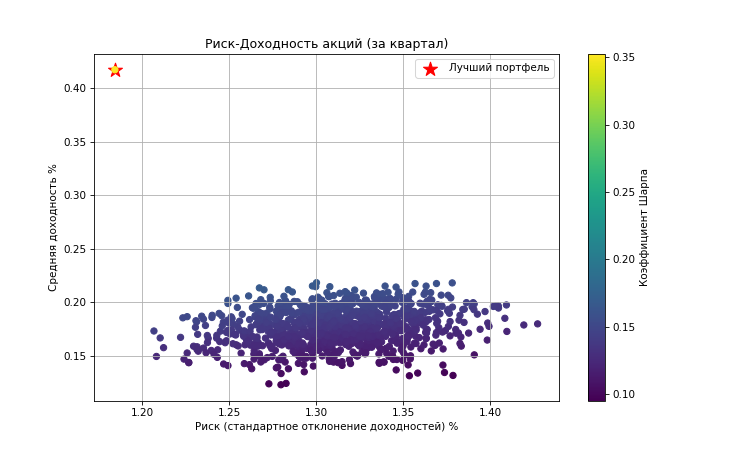 Риск-Доходность акций (за квартал)
Лучший портфель
Средняя доходность %
0.40
0.35
0.30
0.25
0.20
0.15
1.20 1.25 1.30 1.35 1.40
Риск (стандартное отклонение доходностей) %
0.35
0.30
0.25
0.20
0.15
0.10
Коэффициент Шарпа